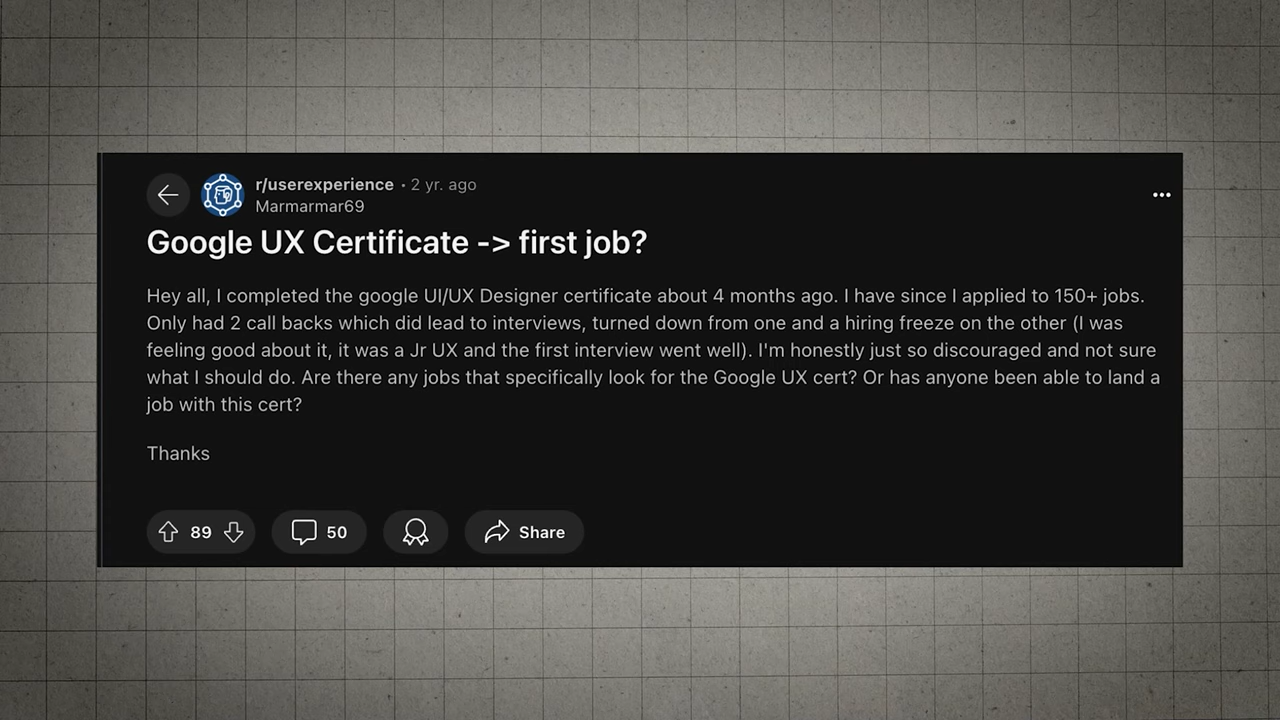 r/userexperience • 2 yr. ago
Marmarmar69
Google UX Certificate -> first job?
Hey all, I completed the google UI/UX Designer certificate about 4 months ago. I have since I applied to 150+ jobs.
Only had 2 call backs which did lead to interviews, turned down from one and a hiring freeze on the other (I was
feeling good about it, it was a Jr UX and the first interview went well). I'm honestly just so discouraged and not sure
what I should do. Are there any jobs that specifically look for the Google UX cert? Or has anyone been able to land a
job with this cert?
Thanks
89 50 Share